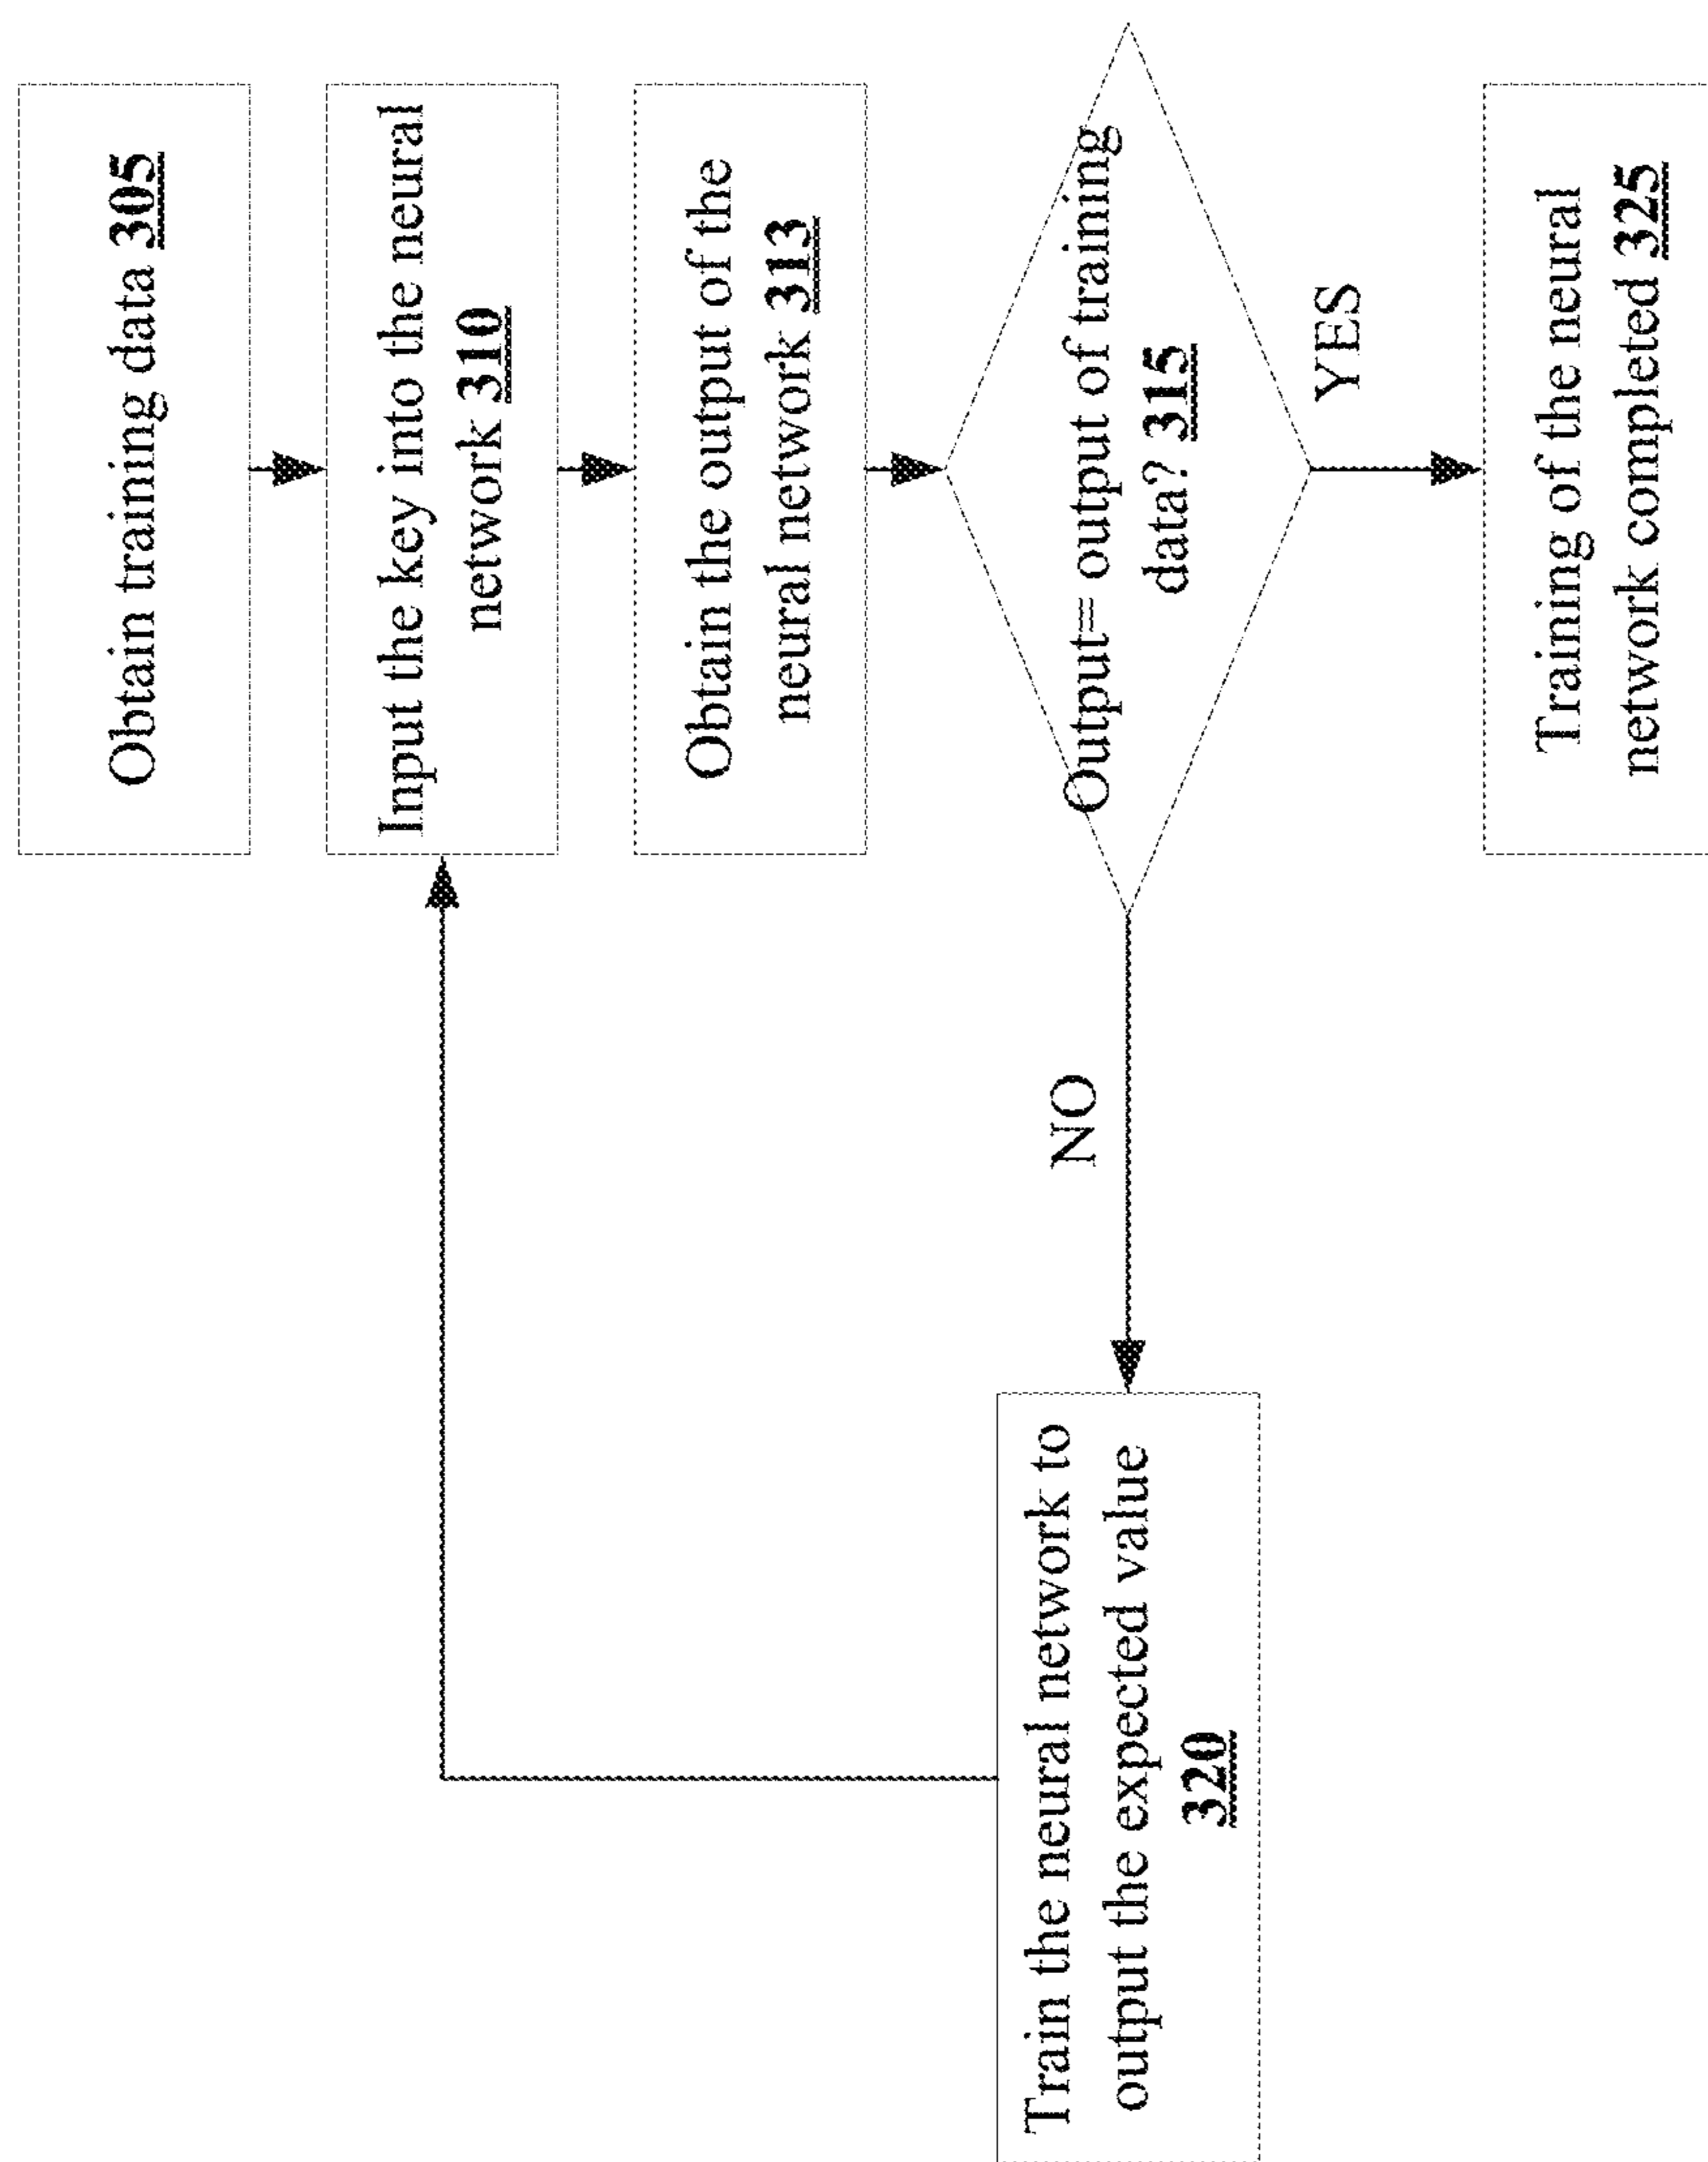 Obtain training data 305
Input the key into the neural
network 310
Obtain the output of the
neural network 313
Output= output of training
data? 315
NO
YES
Train the neural network to
output the expected value
320
Training of the neural
network completed 325